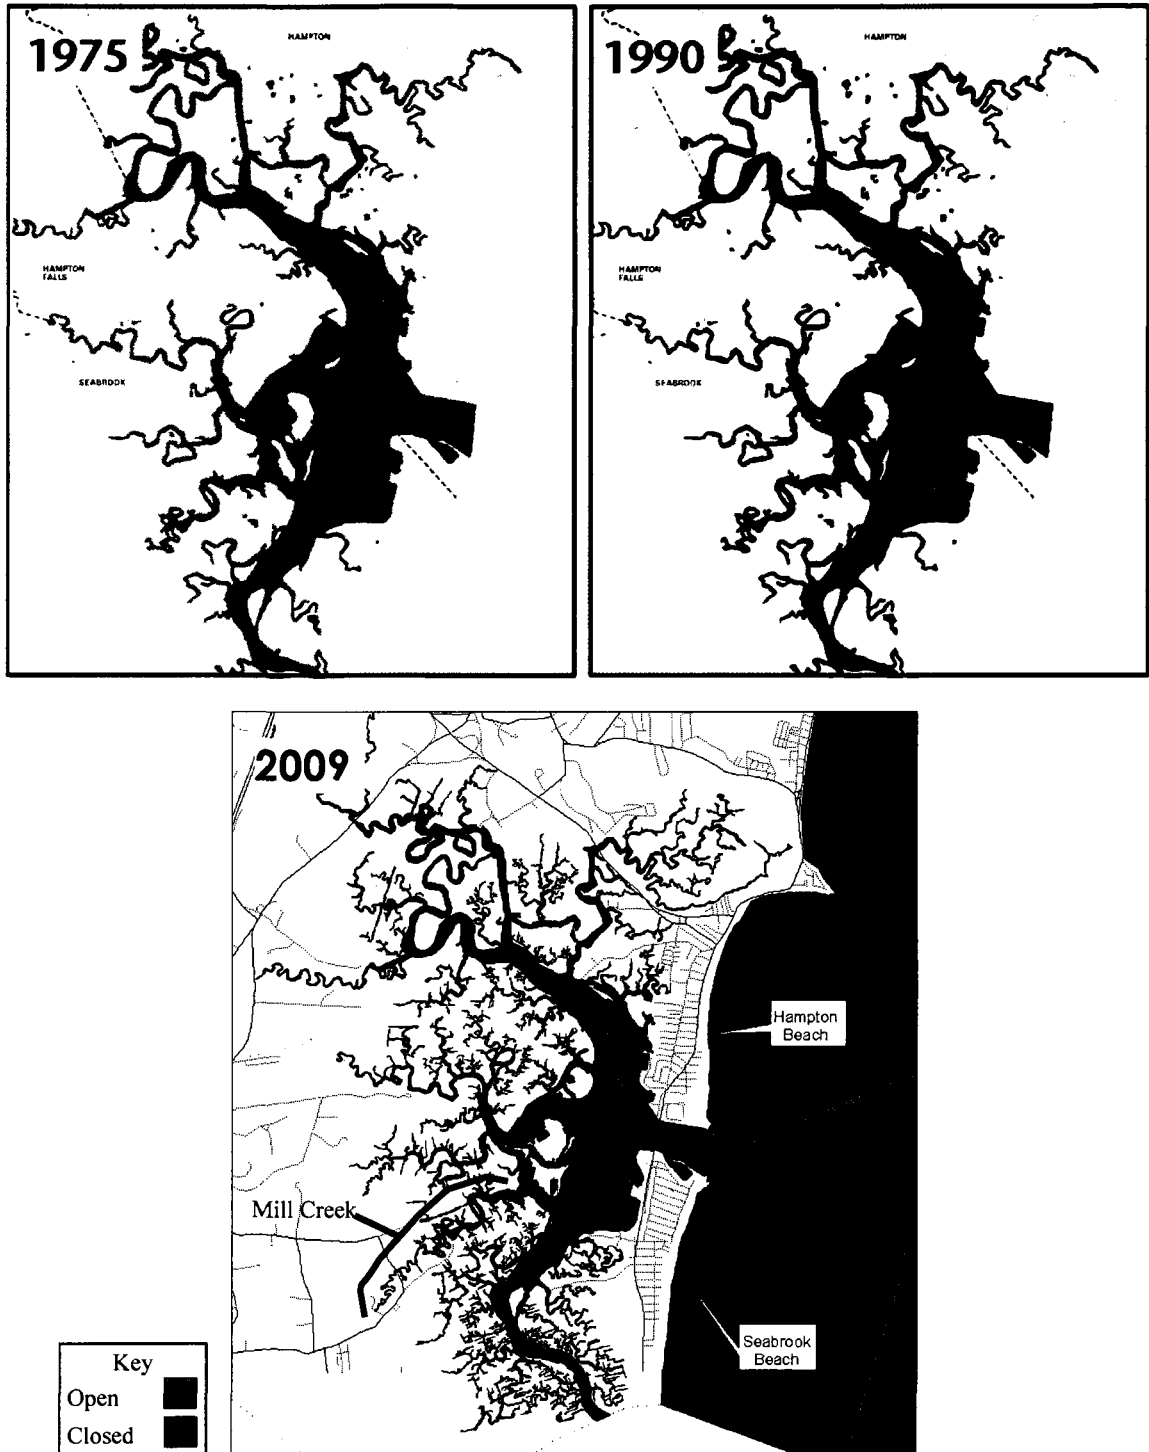 1975
HAMPTON
HAMPTON
FALLS
SEABROOK
1990
HAMPTON
HAMPTON
FALLS
SEABROOK
2009
Hampton
Beach
Mill Creek
Seabrook
Beach
Key
Open
Closed